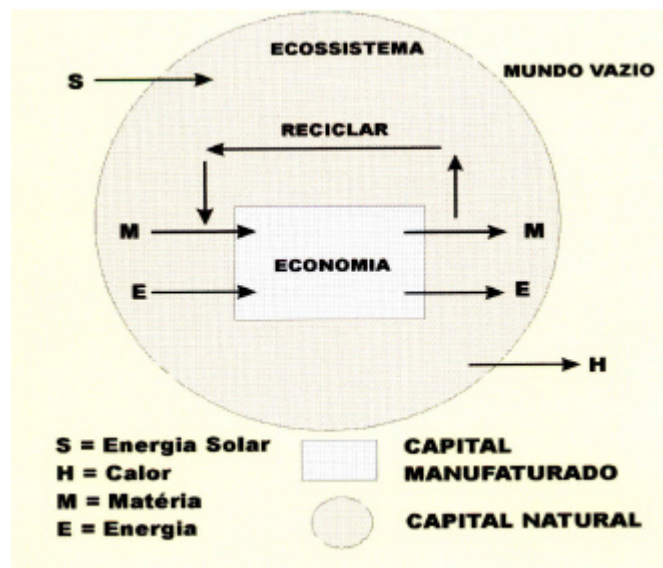 ECOSSISTEMA
MUNDO VAZIO
S
RECICLAR
M
M
ECONOMIA
E
E
H
S = Energia Solar
H = Calor
M = Matéria
E = Energia
CAPITAL
MANUFATURADO
CAPITAL NATURAL